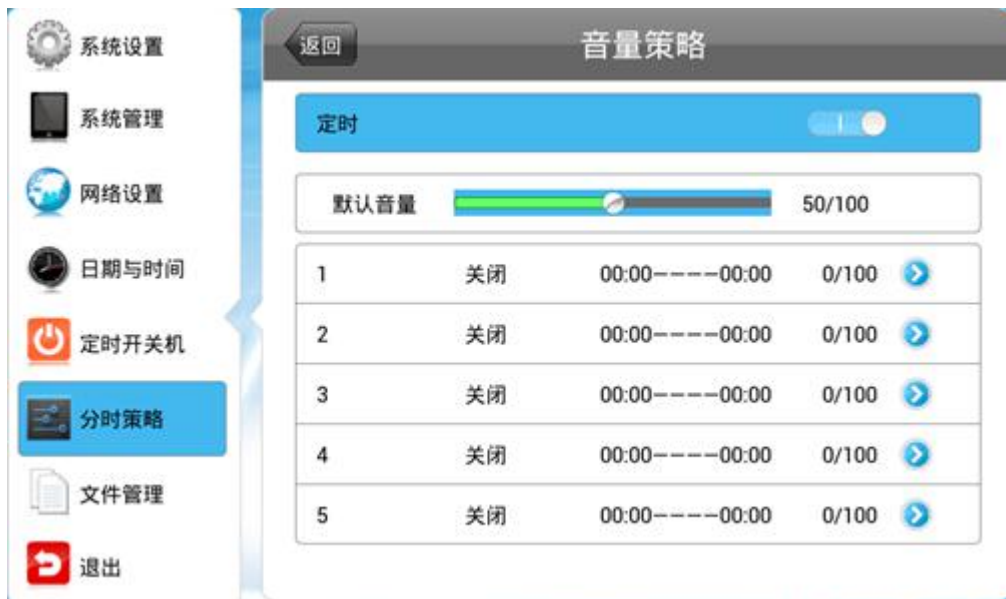 系统设置
系统管理
网络设置
日期与时间
定时开关机
分时策略
文件管理
退出
返回 音量策略
定时
默认音量 50/100
1 关闭 00:00----00:00 0/100
2 关闭 00:00----00:00 0/100
3 关闭 00:00----00:00 0/100
4 关闭 00:00----00:00 0/100
5 关闭 00:00----00:00 0/100